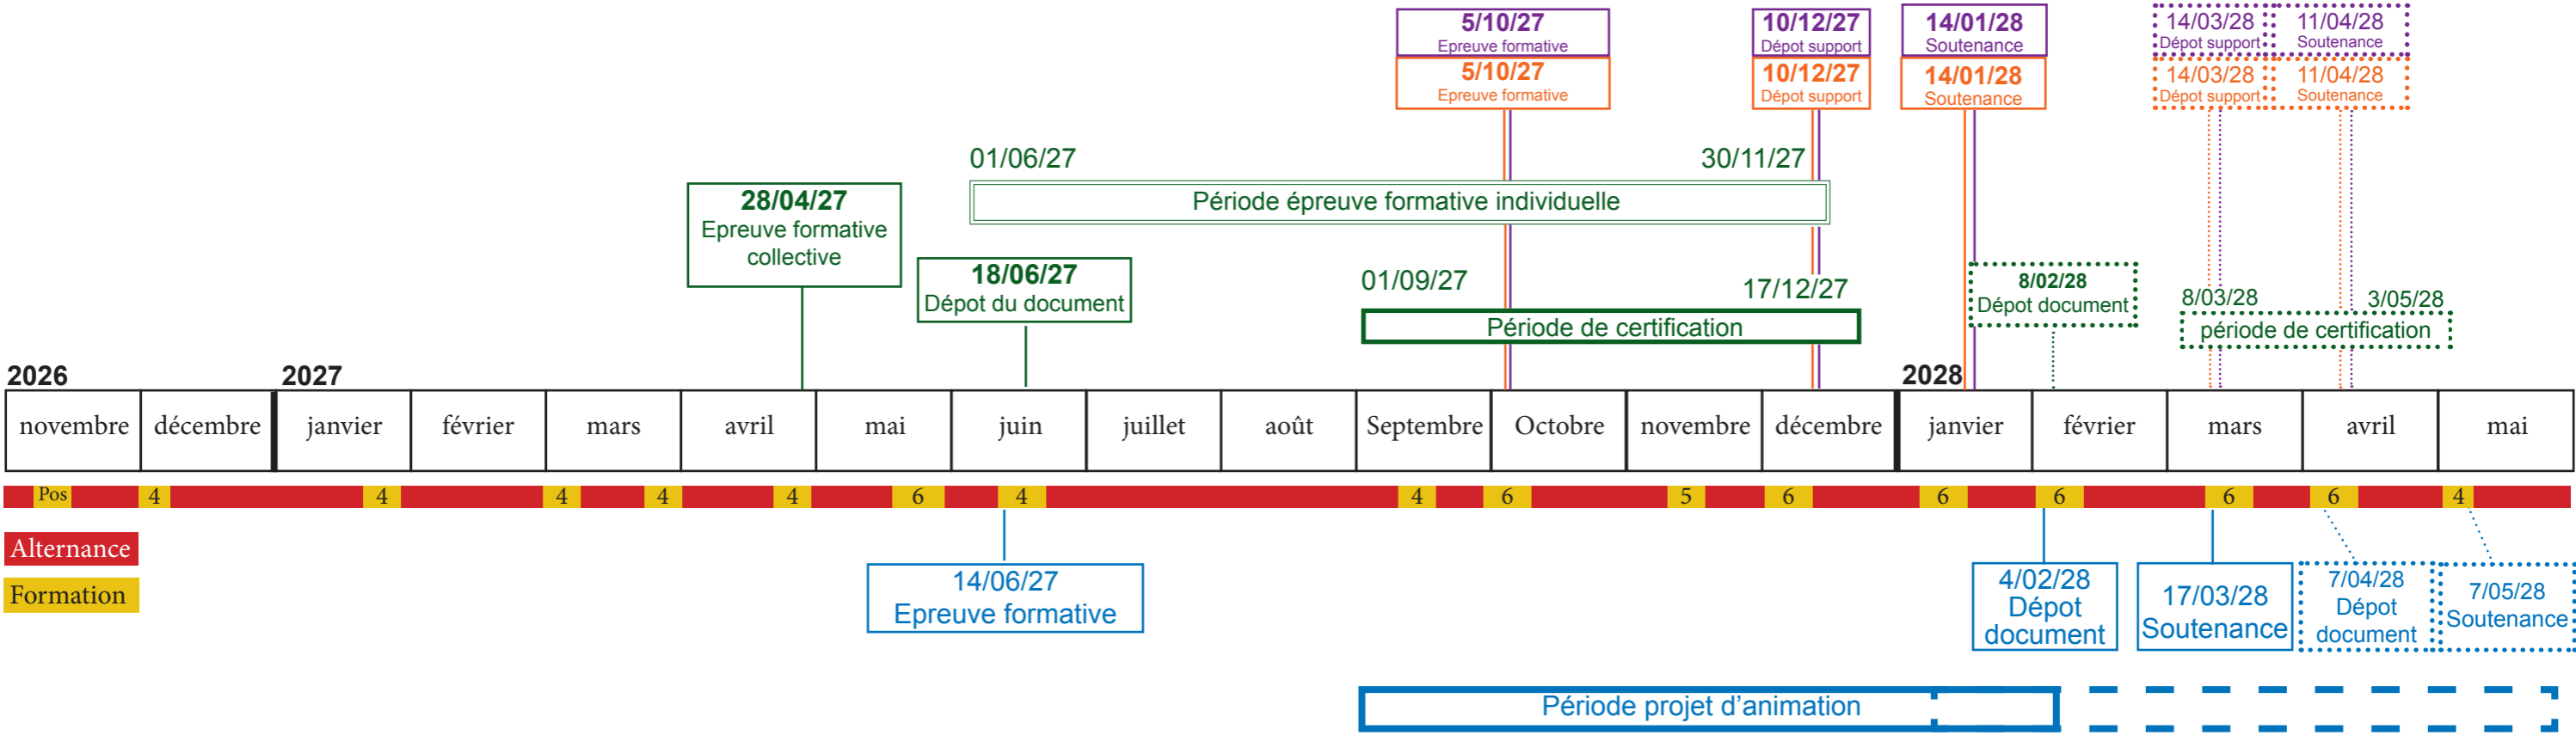 5/10/27
Epreuve formative
10/12/27
Dépot support
14/01/28
Soutenance
14/03/28
Dépot support
11/04/28
Soutenance
5/10/27
Epreuve formative
10/12/27
Dépot support
14/01/28
Soutenance
14/03/28
Dépot support
11/04/28
Soutenance
01/06/27
30/11/27
Période épreuve formative individuelle
28/04/27
Epreuve formative
collective
18/06/27
Dépot du document
01/09/27
17/12/27
Période de certification
8/02/28
Dépot document
8/03/28
3/05/28
période de certification
2026
2027
2028
novembre
décembre
janvier
février
mars
avril
mai
juin
juillet
août
Septembre
Octobre
novembre
décembre
janvier
février
mars
avril
mai
Pos
4
4
4
4
4
6
4
4
6
5
6
6
6
6
6
4
Alternance
Formation
14/06/27
Epreuve formative
4/02/28
Dépot
document
17/03/28
Soutenance
7/04/28
Dépot
document
7/05/28
Soutenance
Période projet d’animation